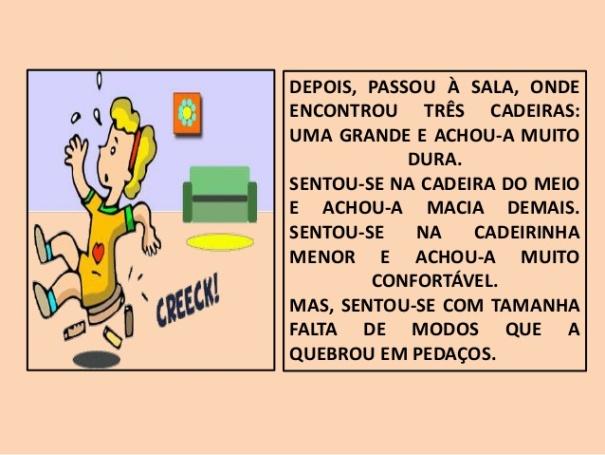 CREECK!
DEPOIS, PASSOU À SALA, ONDE
ENCONTROU TRÊS CADEIRAS:
UMA GRANDE E ACHOU-A MUITO
DURA.
SENTOU-SE NA CADEIRA DO MEIO
E ACHOU-A MACIA DEMAIS.
SENTOU-SE NA CADEIRINHA
MENOR E ACHOU-A MUITO
CONFORTÁVEL.
MAS, SENTOU-SE COM TAMANHA
FALTA DE MODOS QUE A
QUEBROU EM PEDAÇOS.